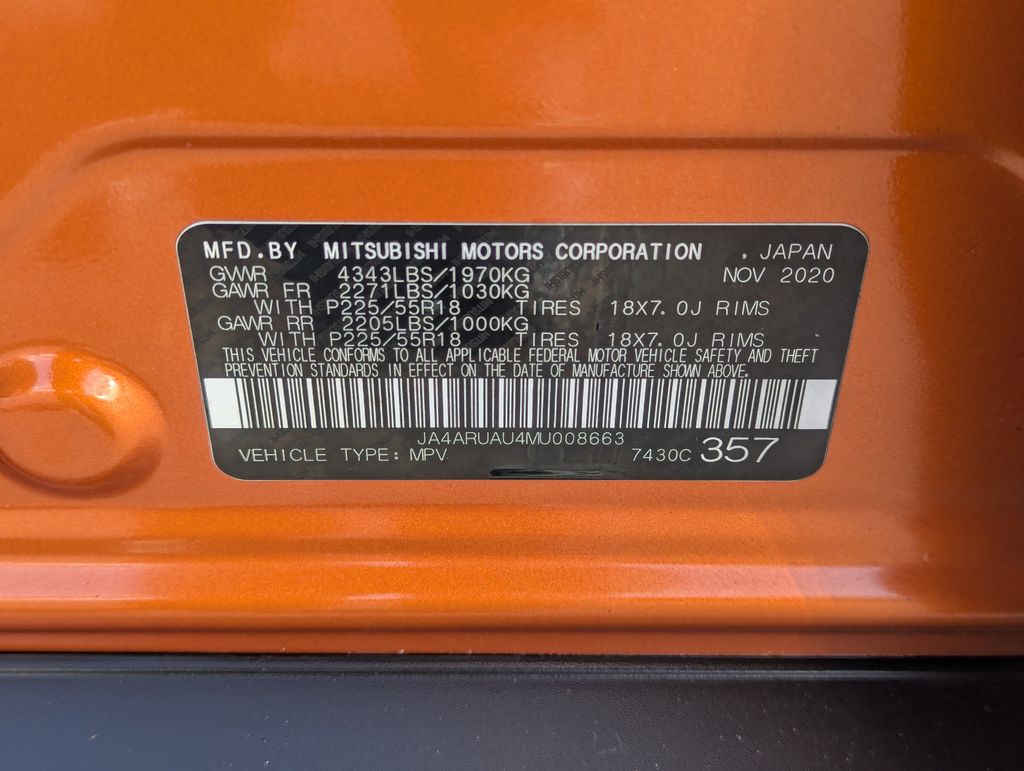 MFD.BY MITSUBISHI MOTORS CORPORATION , JAPAN
GVWR 4343LBS/1970KG NOV 2020
GAWR FR 2271LBS/1030KG
WITH P225/55R18 TIRES 18X7.0J RIMS
GAWR RR 2205LBS/1000KG
WITH P225/55R18 TIRES 18X7.0J RIMS
THIS VEHICLE CONFORMS TO ALL APPLICABLE FEDERAL MOTOR VEHICLE SAFETY AND THEFT
PREVENTION STANDARDS IN EFFECT ON THE DATE OF MANUFACTURE SHOWN ABOVE.
JA4ARUAU4MU008663
VEHICLE TYPE: MPV 7430C 357